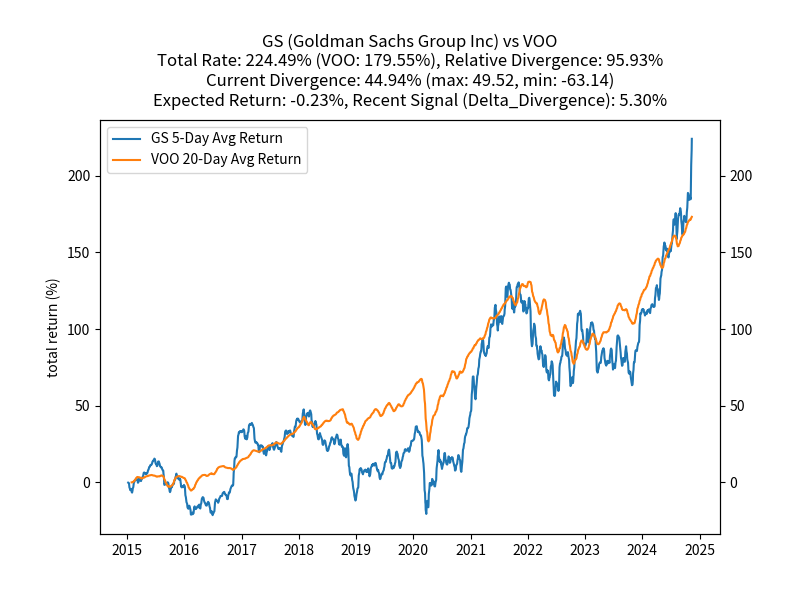 GS (Goldman Sachs Group Inc) vs VOO
Total Rate: 224.49% (VOO: 179.55%), Relative Divergence: 95.93%
Current Divergence: 44.94% (max: 49.52, min: -63.14)
Expected Return: -0.23%, Recent Signal (Delta_Divergence): 5.30%
GS 5-Day Avg Return
VOO 20-Day Avg Return
200 200
150 150
100 100
50 50
0 0
total return (%)
2015 2016 2017 2018 2019 2020 2021 2022 2023 2024 2025